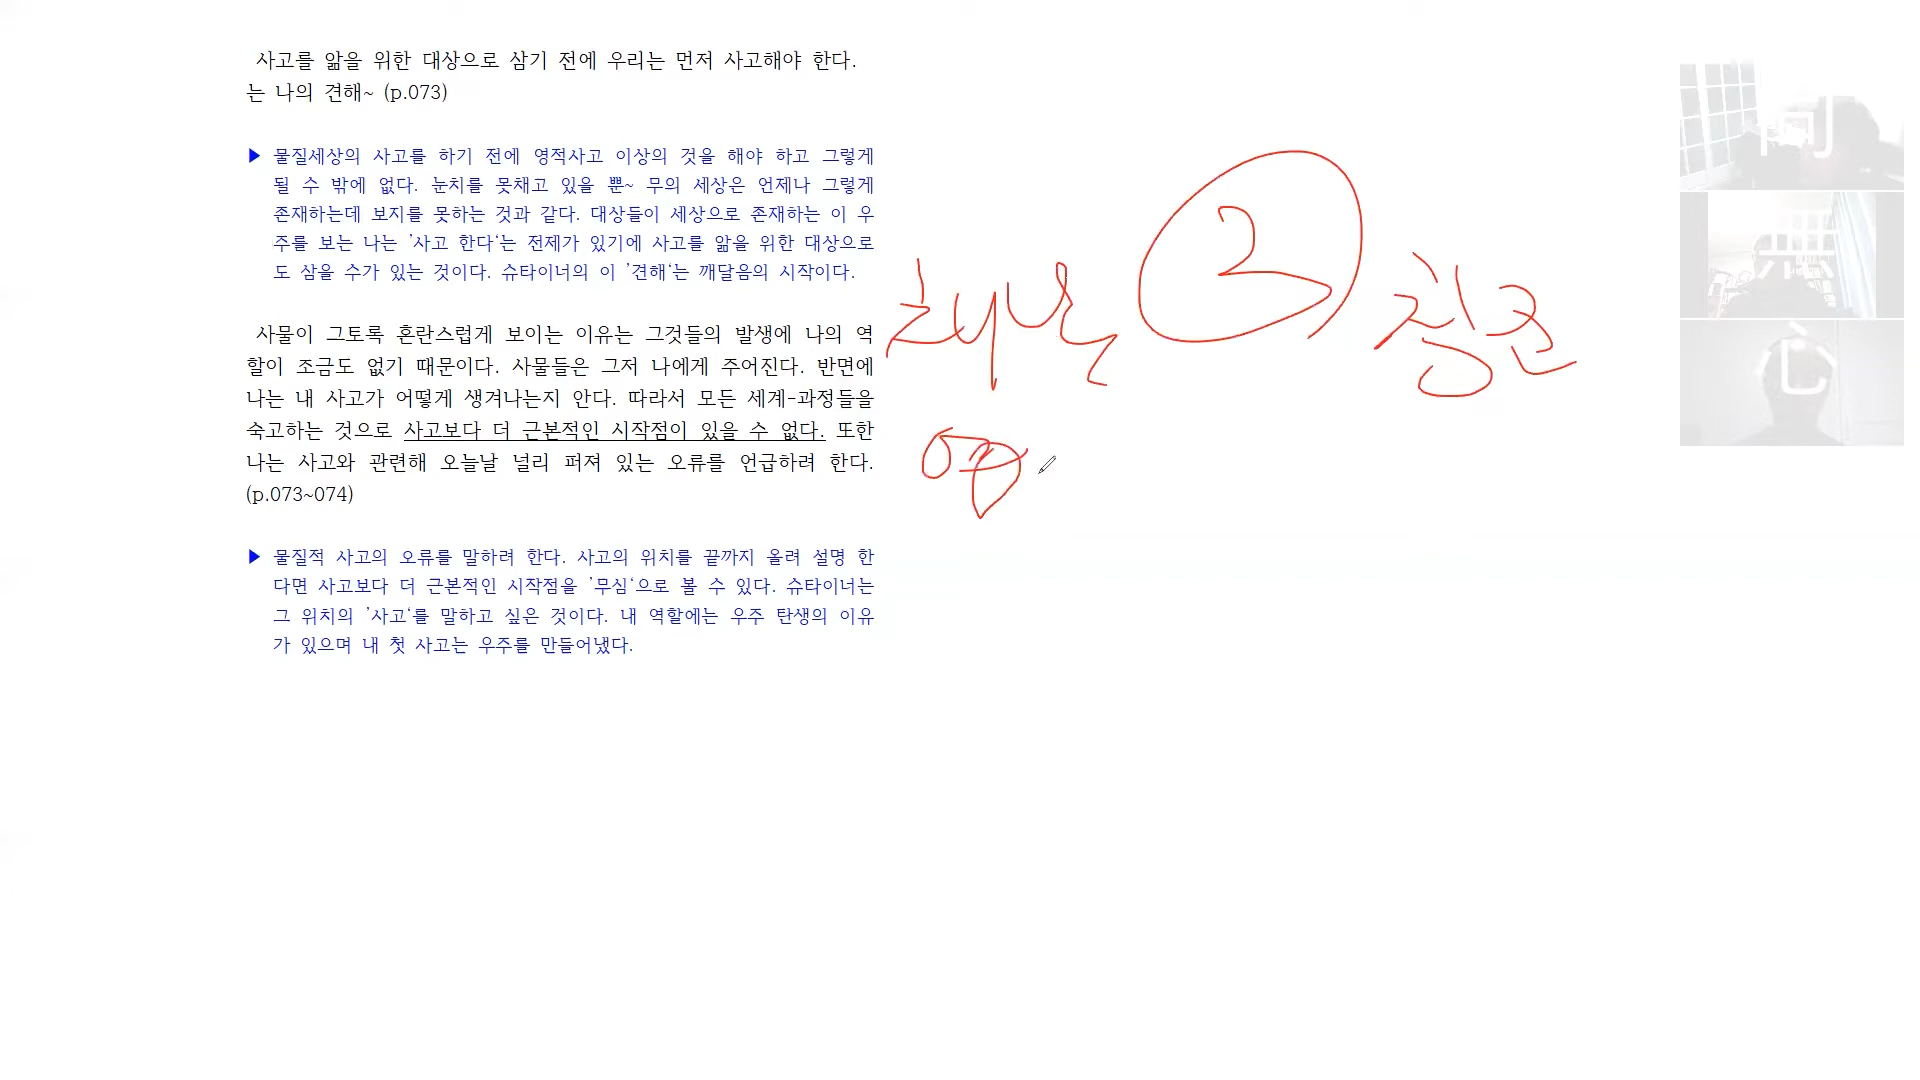 사고를 앎을 위한 대상으로 삼기 전에 우리는 먼저 사고해야 한다.
는 나의 견해~ (p.073)
▶ 물질세상의 사고를 하기 전에 영적사고 이상의 것을 해야 하고 그렇게
될 수 밖에 없다. 눈치를 못채고 있을 뿐~ 무의 세상은 언제나 그렇게
존재하는데 보지를 못하는 것과 같다. 대상들이 세상으로 존재하는 이 우
주를 보는 나는 '사고 한다'는 전제가 있기에 사고를 앎을 위한 대상으로
도 삼을 수가 있는 것이다. 슈타이너의 이 '견해'는 깨달음의 시작이다.
사물이 그토록 혼란스럽게 보이는 이유는 그것들의 발생에 나의 역
할이 조금도 없기 때문이다. 사물들은 그저 나에게 주어진다. 반면에
나는 내 사고가 어떻게 생겨나는지 안다. 따라서 모든 세계-과정들을
숙고하는 것으로 사고보다 더 근본적인 시작점이 있을 수 없다. 또한
나는 사고와 관련해 오늘날 널리 퍼져 있는 오류를 언급하려 한다.
(p.073~074)
▶ 물질적 사고의 오류를 말하려 한다. 사고의 위치를 끝까지 올려 설명 한
다면 사고보다 더 근본적인 시작점을 '무심'으로 볼 수 있다. 슈타이너는
그 위치의 '사고'를 말하고 싶은 것이다. 내 역할에는 우주 탄생의 이유
가 있으며 내 첫 사고는 우주를 만들어냈다.
2
無
心